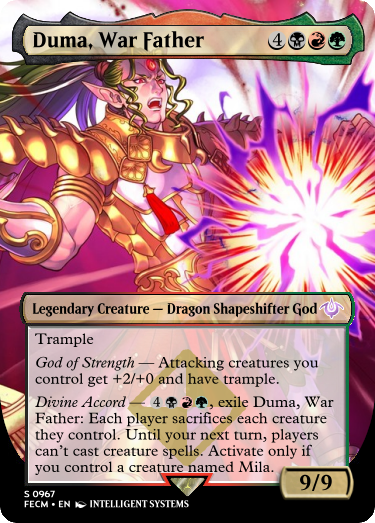 Duma, War Father 4
Legendary Creature — Dragon Shapeshifter God
Trample
God of Strength — Attacking creatures you
control get +2/+0 and have trample.
Divine Accord — 4, exile Duma, War
Father: Each player sacrifices each creature
they control. Until your next turn, players
can't cast creature spells. Activate only if
you control a creature named Mila.
9/9
S 0967
FECM • EN INTELLIGENT SYSTEMS